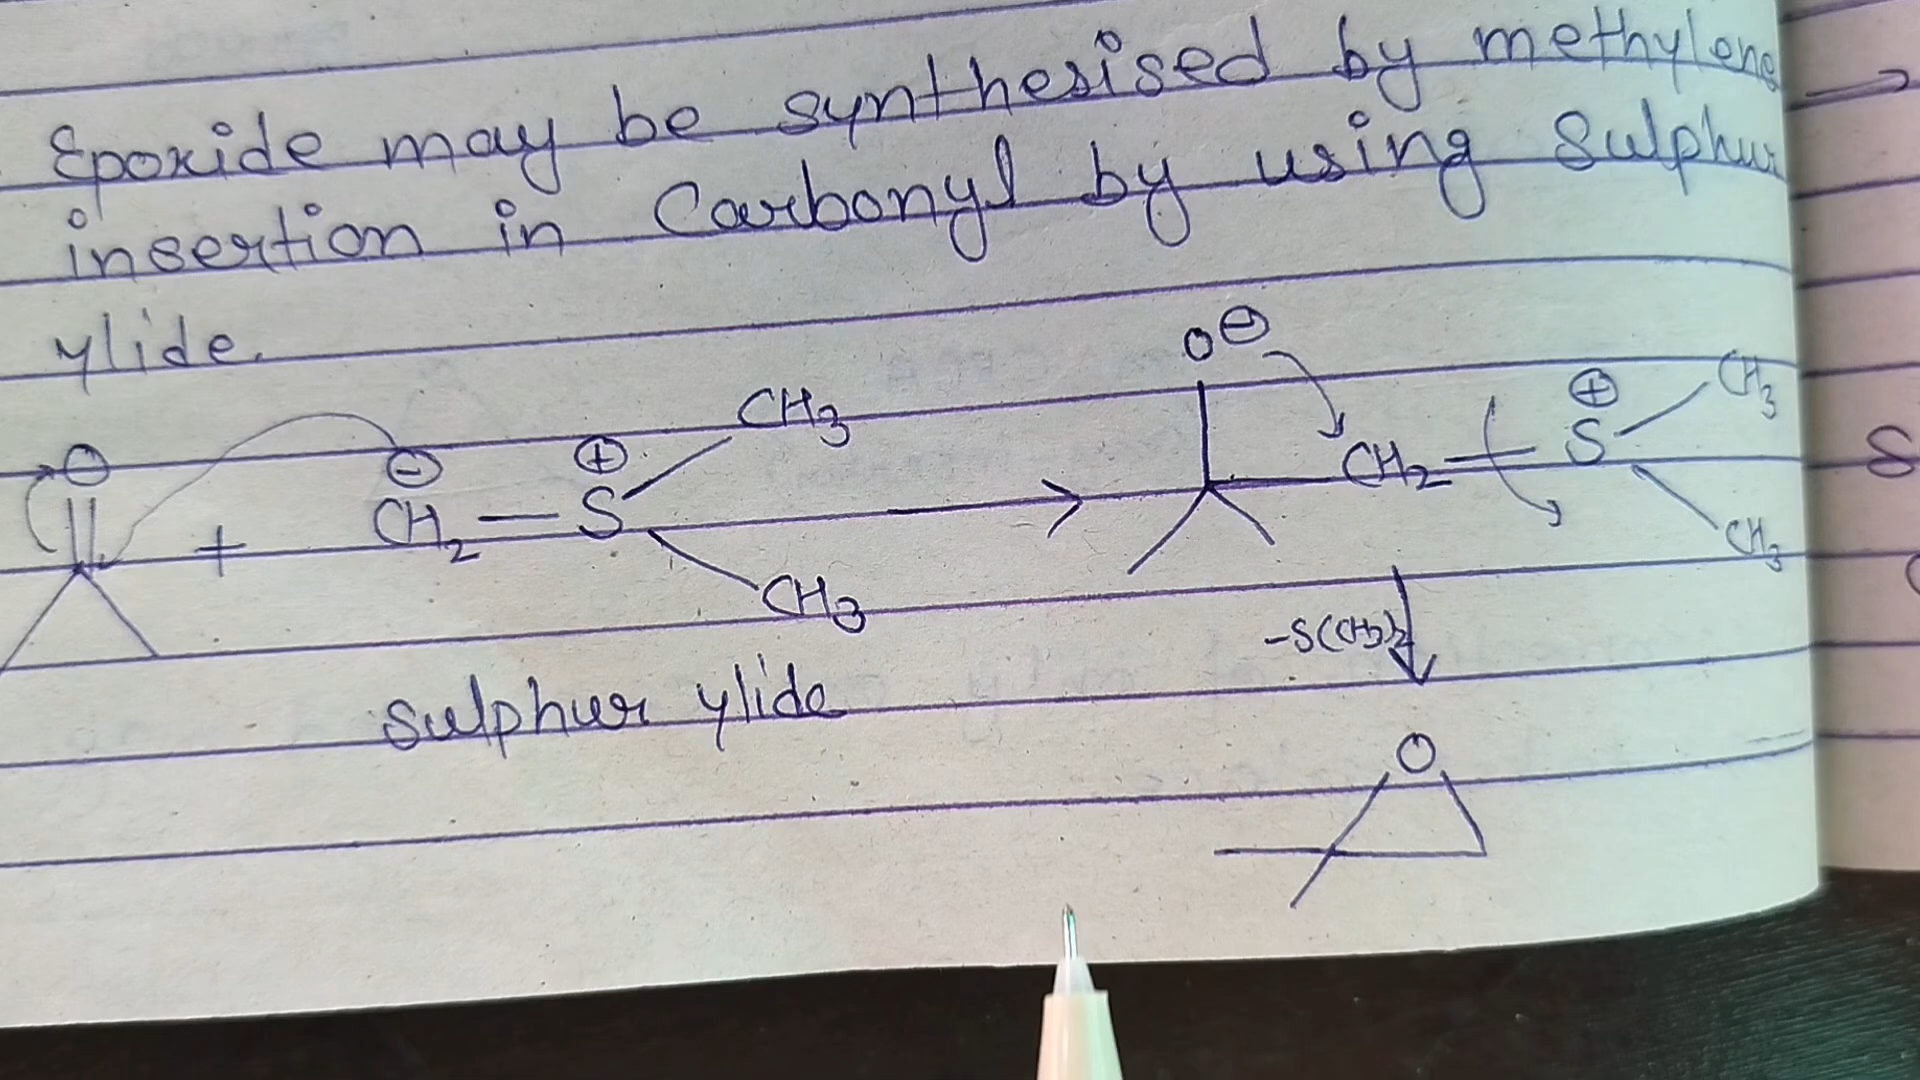 Epoxide may be synthesised by methylene
insertion in Carbonyl by using Sulphur
ylide.
O + ⊖CH2 — ⊕S CH3 CH3 → O⊖ CH2 — ⊕S CH3 CH3
-S(CH3)2
sulphur ylide
O